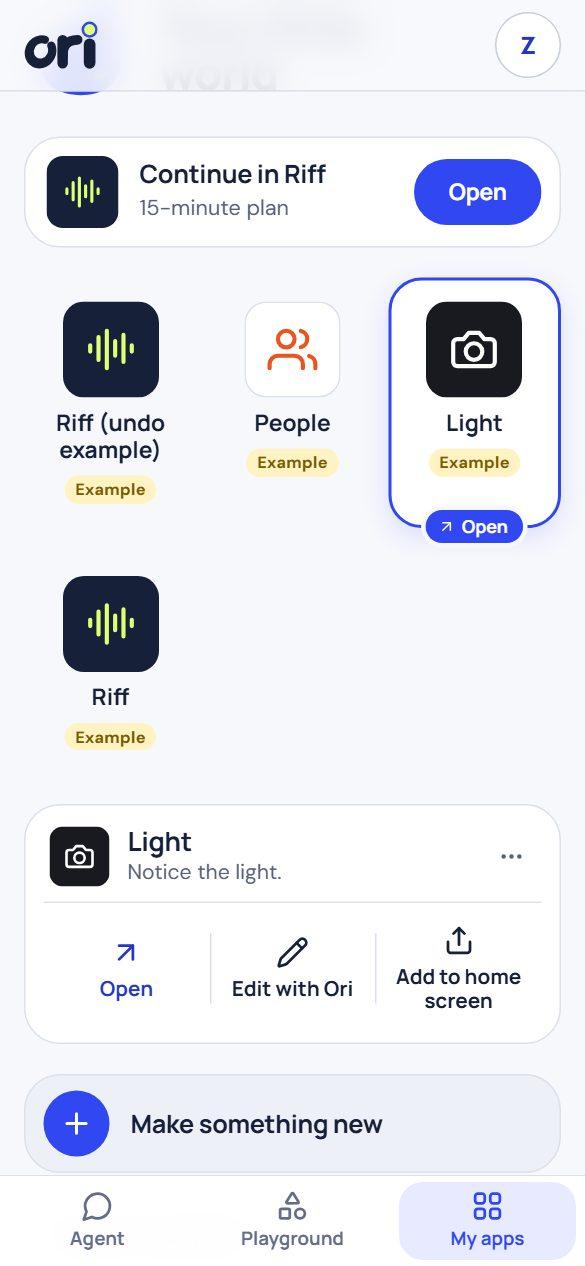 ori
world
Z
Continue in Riff
15-minute plan
Open
Riff (undo
example)
Example
People
Example
Light
Example
Open
Riff
Example
Light
Notice the light.
Open
Edit with Ori
Add to home
screen
Make something new
Agent
Playground
My apps